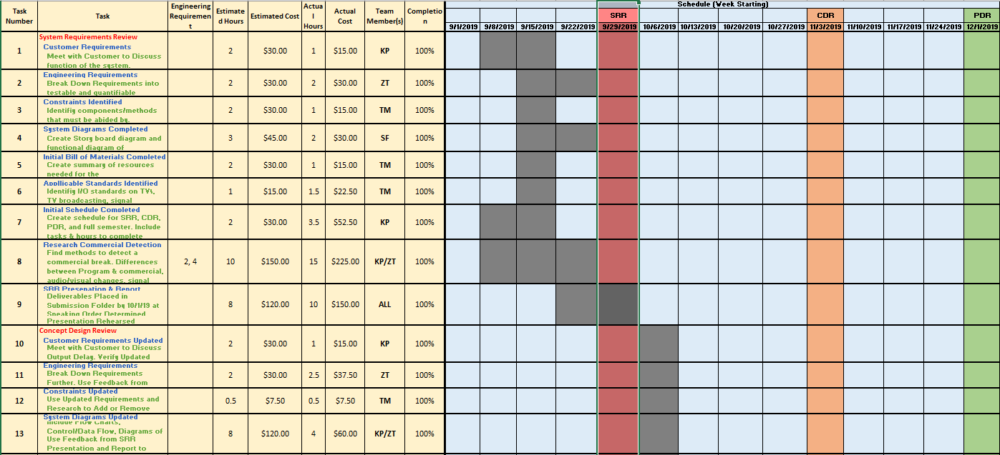 Schedule (Week Starting)
Task Number Task Engineering Requiremen t Estimate d Hours Estimated Cost Actua l Hours Actual Cost Team Member(s) Completio n SRR CDR PDR
9/1/2019 9/8/2019 9/15/2019 9/22/2019 9/29/2019 10/6/2019 10/13/2019 10/20/2019 10/27/2019 11/3/2019 11/10/2019 11/17/2019 11/24/2019 12/1/2019
System Requirements Review
Customer Requirements
1 Meet with Customer to Discuss 2 $30.00 1 $15.00 KP 100%
function of the system.
Engineering Requirements
2 Break Down Requirements into 2 $30.00 2 $30.00 ZT 100%
testable and quantifiable
Constraints Identified
3 Identifiy components/methods 2 $30.00 1 $15.00 TM 100%
that must be abided by.
System Diagrams Completed
4 Create Story board diagram and 3 $45.00 2 $30.00 SF 100%
functional diagram of
Initial Bill of Materials Completed
5 Create summary of resources 2 $30.00 1 $15.00 TM 100%
needed for the
Appllicable Standards Identified
6 Identifiy I/O standards on TVs, 1 $15.00 1.5 $22.50 TM 100%
TV broadcasting, signal
Initial Schedule Completed
Create schedule for SRR, CDR,
7 PDR, and full semester. Include 2 $30.00 3.5 $52.50 KP 100%
tasks & hours to complete
Research Commercial Detection
Find methods to detect a
8 commercial break. Differences 2, 4 10 $150.00 15 $225.00 KP/ZT 100%
between Program & commercial,
audio/visual changes, signal
SRR Presenation & Report
Deliverables Placed in
9 Submission Folder by 10/1/19 at 8 $120.00 10 $150.00 ALL 100%
Speaking Order Determined
Presentation Rehearsed
Concept Design Review
10 Customer Requirements Updated 2 $30.00 1 $15.00 KP 100%
Meet with Customer to Discuss
Output Delay. Verify Updated
Engineering Requirements
11 Break Down Requirements 2 $30.00 2.5 $37.50 ZT 100%
Further. Use Feedback from
Constraints Updated
12 Use Updated Requirements and 0.5 $7.50 0.5 $7.50 TM 100%
Research to Add or Remove
System Diagrams Updated
Include Flow Charts,
13 Control/Data Flow, Diagrams of 8 $120.00 4 $60.00 KP/ZT 100%
Use Feedback from SRR
Presentation and Report to